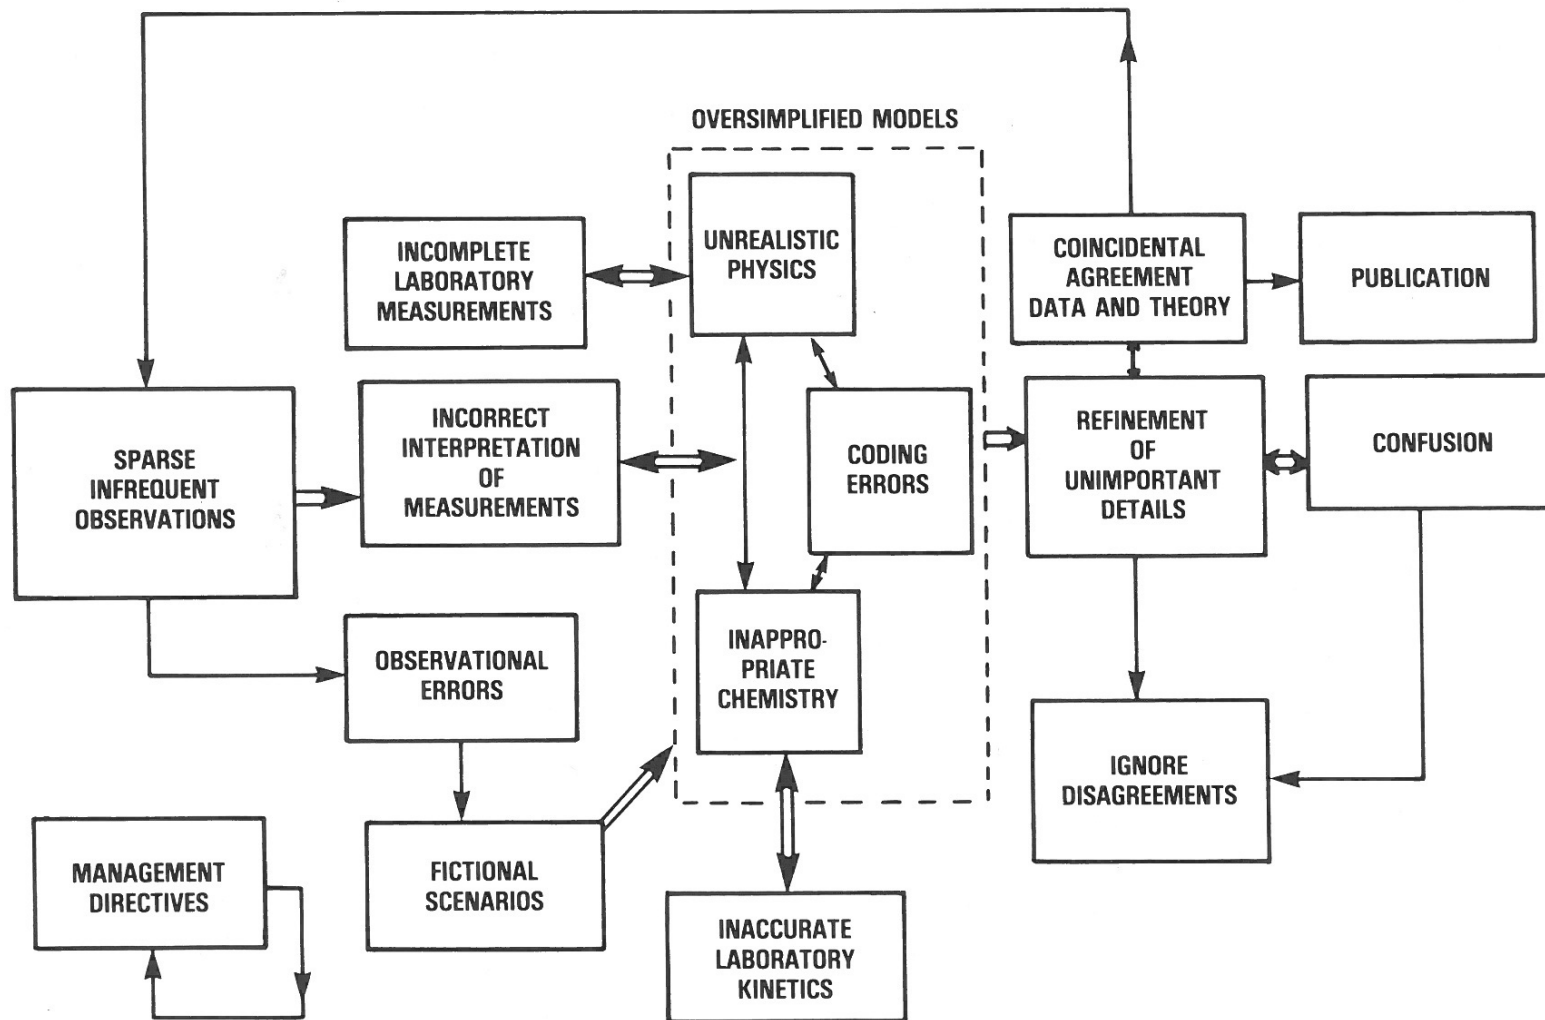 OVERSIMPLIFIED MODELS
UNREALISTIC
PHYSICS
INCOMPLETE
LABORATORY
MEASUREMENTS
COINCIDENTAL
AGREEMENT
DATA AND THEORY
PUBLICATION
SPARSE
INFREQUENT
OBSERVATIONS
INCORRECT
INTERPRETATION
OF
MEASUREMENTS
CODING
ERRORS
REFINEMENT
OF
UNIMPORTANT
DETAILS
CONFUSION
OBSERVATIONAL
ERRORS
INAPPRO-
PRIATE
CHEMISTRY
IGNORE
DISAGREEMENTS
MANAGEMENT
DIRECTIVES
FICTIONAL
SCENARIOS
INACCURATE
LABORATORY
KINETICS